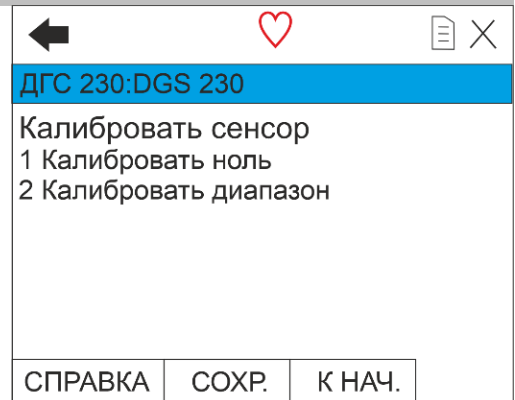 ДГС 230:DGS 230
Калибровать сенсор
1 Калибровать ноль
2 Калибровать диапазон
СПРАВКА СОХР. К НАЧ.